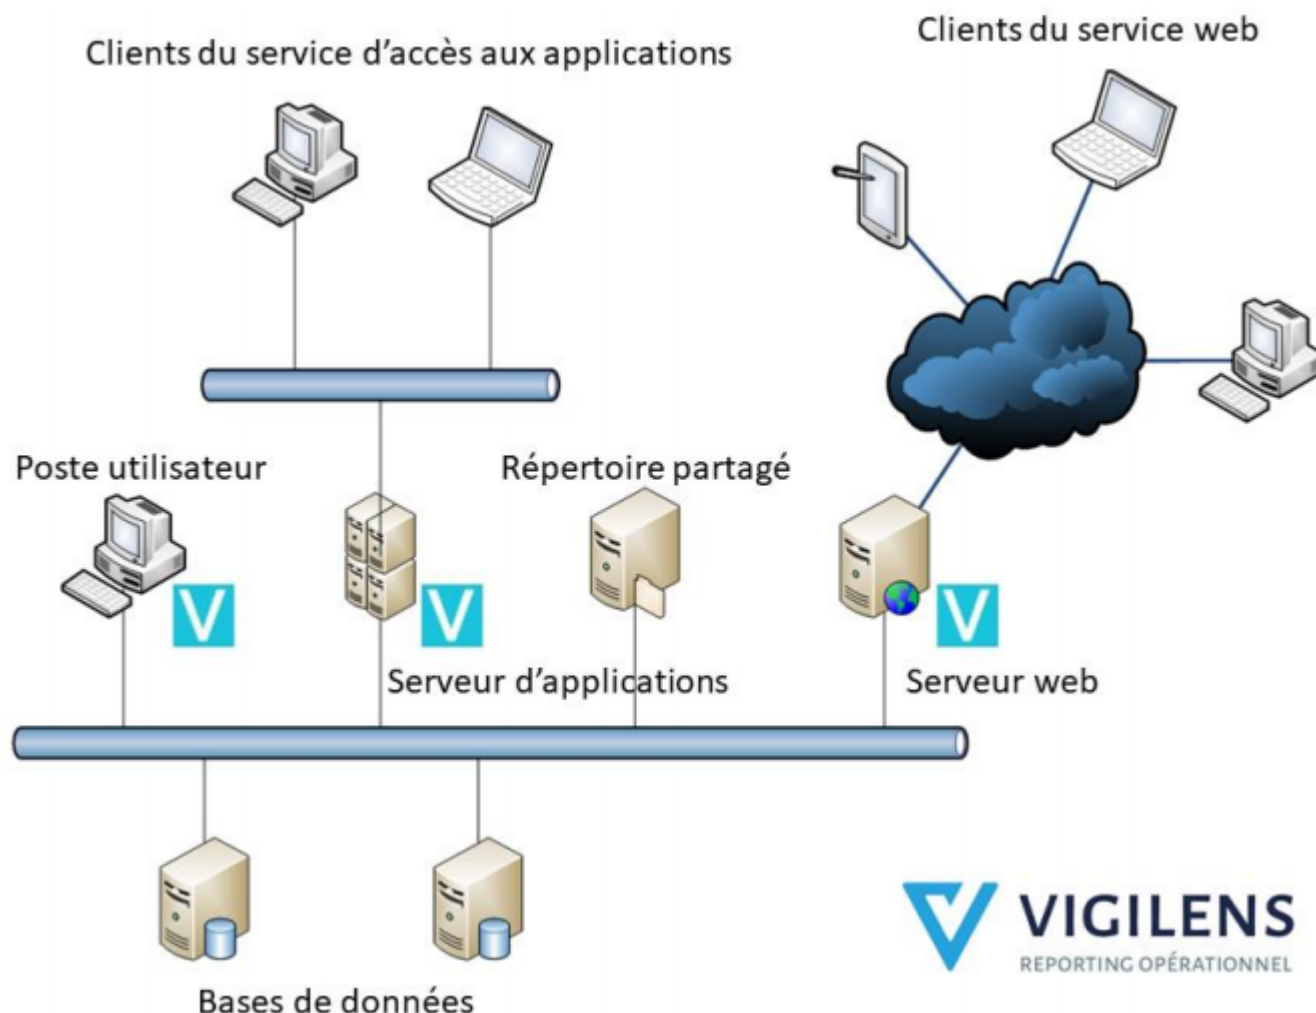 Clients du service d'accès aux applications
Clients du service web
Poste utilisateur
Répertoire partagé
V
V
V
Serveur d'applications
Serveur web
VIGILENS
REPORTING OPÉRATIONNEL
Bases de données